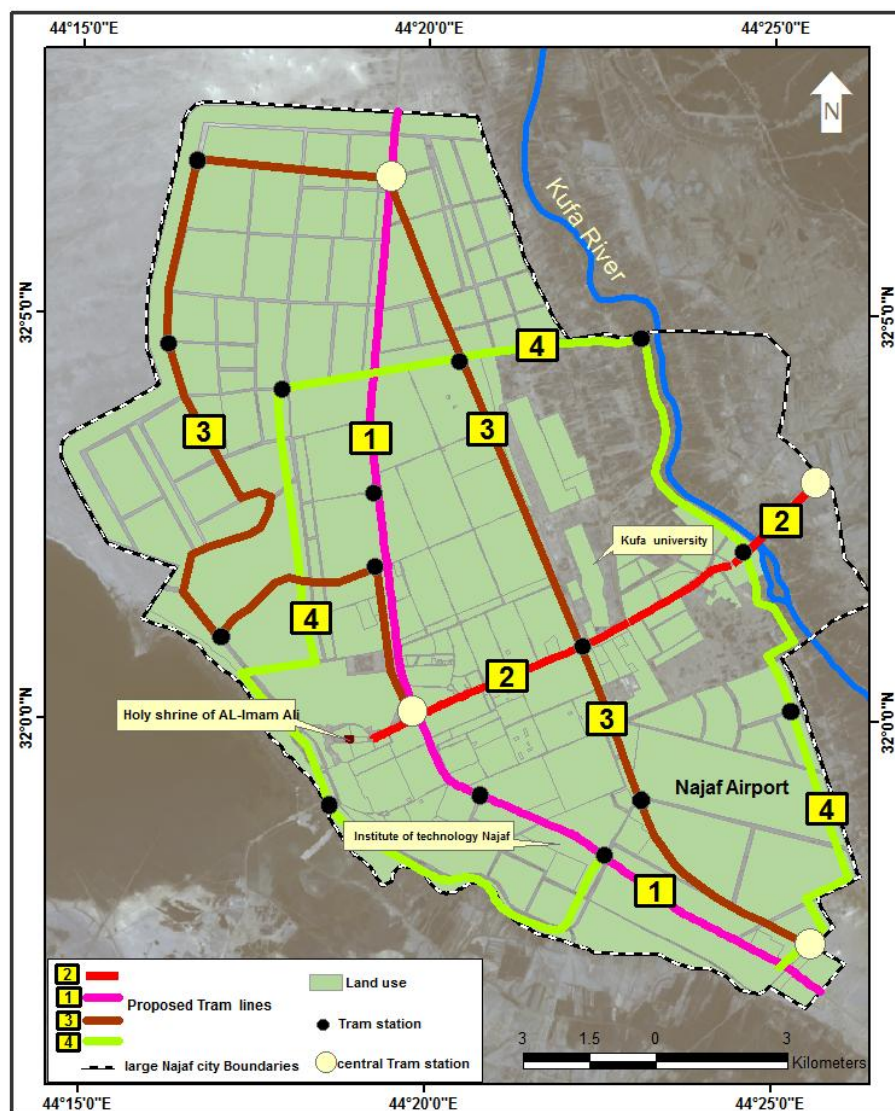 44°15'0"E 44°20'0"E 44°25'0"E
N
Kufa River
32°5'0"N 32°5'0"N
4
3 1 3
2
Kufa university
4
2
Holy shrine of AL-Imam Ali
3
32°0'0"N 32°0'0"N
Najaf Airport
4
Institute of technology Najaf
1
2
1 Proposed Tram lines
3
4
large Najaf city Boundaries
Land use
Tram station
central Tram station
3 1.5 0 3
Kilometers
44°15'0"E 44°20'0"E 44°25'0"E